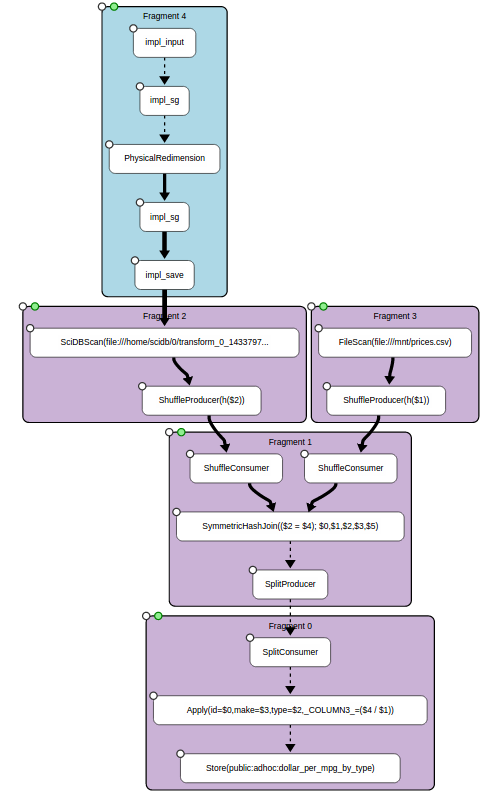 Fragment 4
impl_input
impl_sg
PhysicalRedimension
impl_sg
impl_save
Fragment 2
SciDBScan(file:///home/scidb/0/transform_0_1433797...
ShuffleProducer(h($2))
Fragment 3
FileScan(file:///mnt/prices.csv)
ShuffleProducer(h($1))
Fragment 1
ShuffleConsumer
ShuffleConsumer
SymmetricHashJoin(($2 = $4); $0,$1,$2,$3,$5)
SplitProducer
Fragment 0
SplitConsumer
Apply(id=$0,make=$3,type=$2,_COLUMN3_=($4 / $1))
Store(public:adhoc:dollar_per_mpg_by_type)